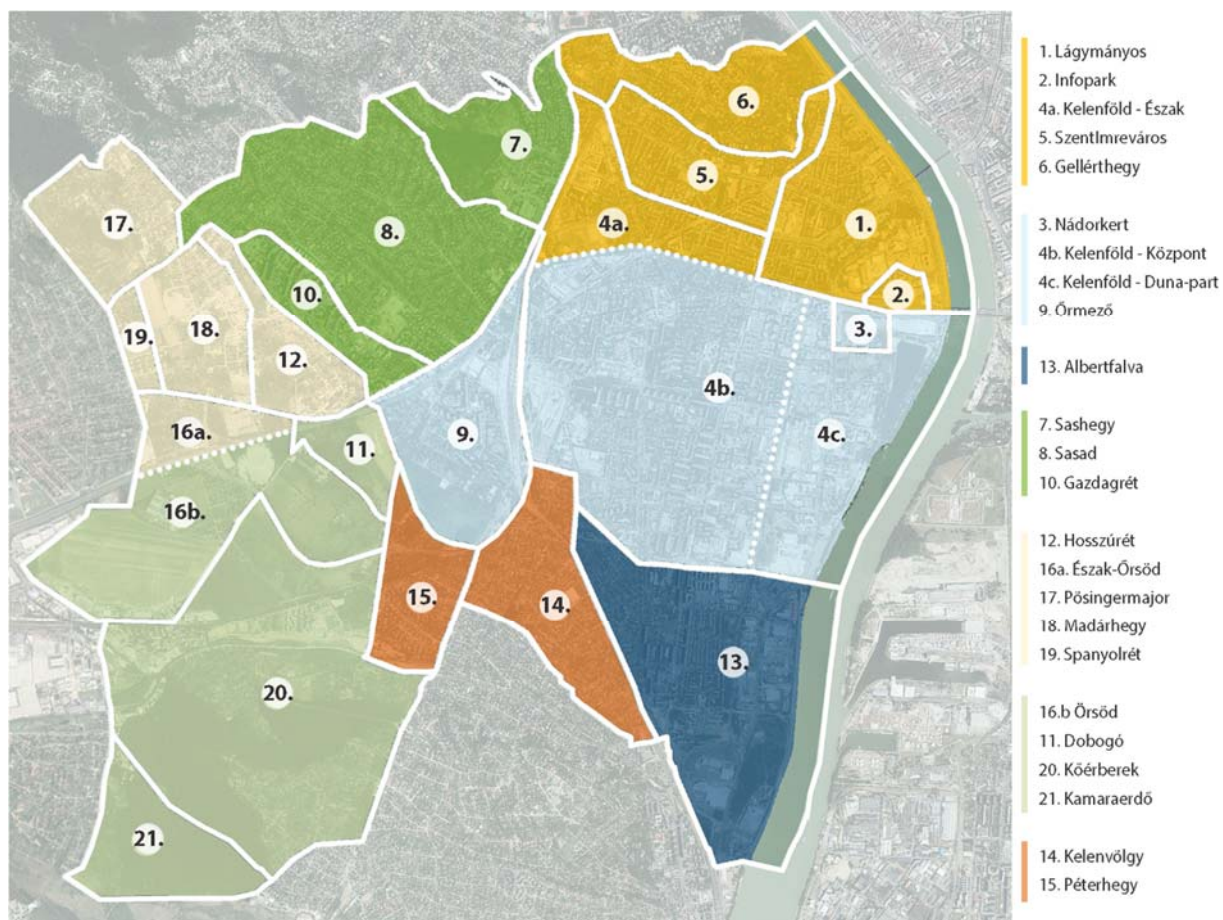 6.
7.
5.
17.
4a.
8.
1.
10.
2.
18.
3.
19.
12.
4b.
16a.
9.
4c.
11.
16b.
15.
14.
13.
20.
21.
1. Lágymányos
2. Infopark
4a. Kelenföld - Észak
5. SzentImreváros
6. Gellérthegy
3. Nádorkert
4b. Kelenföld - Központ
4c. Kelenföld - Duna-part
9. Őrmező
13. Albertfalva
7. Sashegy
8. Sasad
10. Gazdagrét
12. Hosszúrét
16a. Észak-Őrsöd
17. Pösingermajor
18. Madárhegy
19. Spanyolrét
16.b Őrsöd
11. Dobogó
20. Kőérberek
21. Kamaraerdő
14. Kelenvölgy
15. Péterhegy